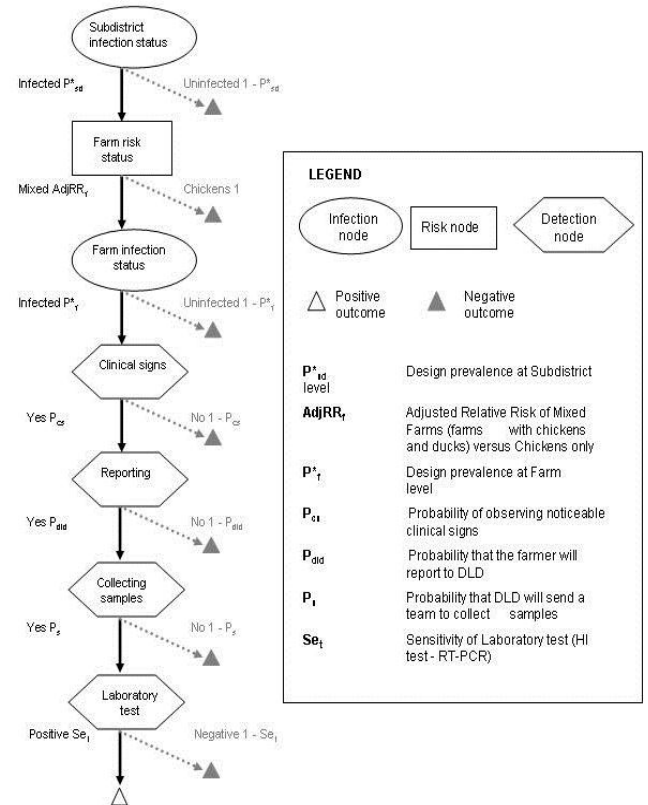 Subdistrict
infection status
Infected P*sd
Uninfected 1 - P*sd
Farm risk
status
Mixed AdjRRf
Chickens 1
Farm infection
status
Infected P*f
Uninfected 1 - P*f
Clinical signs
Yes Pcs
No 1 - Pcs
Reporting
Yes Pdld
No 1 - Pdld
Collecting
samples
Yes Ps
No 1 - Ps
Laboratory
test
Positive Set
Negative 1 - Set
LEGEND
Infection
node
Risk node
Detection
node
Positive
outcome
Negative
outcome
P*sd Design prevalence at Subdistrict
level
AdjRRf Adjusted Relative Risk of Mixed
Farms (farms with chickens
and ducks) versus Chickens only
P*f Design prevalence at Farm
level
Pcs Probability of observing noticeable
clinical signs
Pdld Probability that the farmer will
report to DLD
Ps Probability that DLD will send a
team to collect samples
Set Sensitivity of Laboratory test (HI
test - RT-PCR)